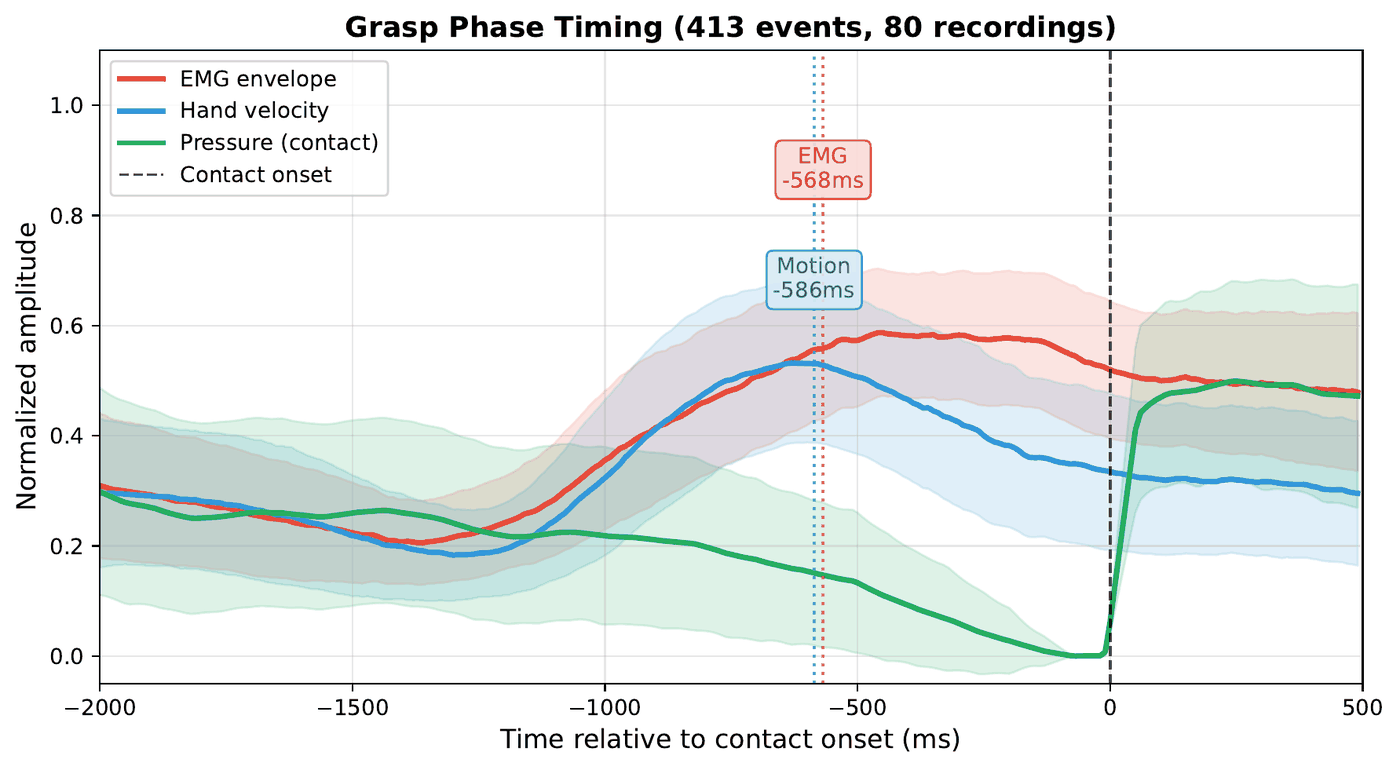 Grasp Phase Timing (413 events, 80 recordings)
EMG envelope
Hand velocity
Pressure (contact)
Contact onset
EMG
-568ms
Motion
-586ms
Normalized amplitude
1.0
0.8
0.6
0.4
0.2
0.0
−2000
−1500
−1000
−500
0
500
Time relative to contact onset (ms)